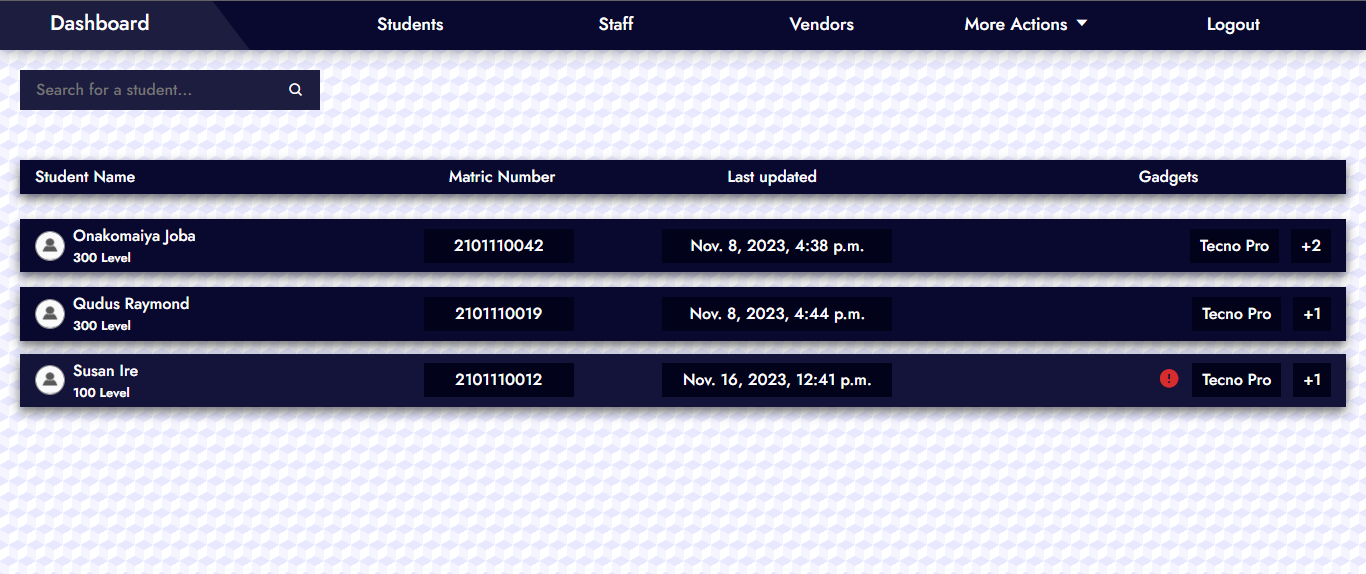 Dashboard Students Staff Vendors More Actions Logout
Search for a student...
Student Name Matric Number Last updated Gadgets
Onakomaiya Joba
300 Level
2101110042 Nov. 8, 2023, 4:38 p.m. Tecno Pro +2
Qudus Raymond
300 Level
2101110019 Nov. 8, 2023, 4:44 p.m. Tecno Pro +1
Susan Ire
100 Level
2101110012 Nov. 16, 2023, 12:41 p.m. ! Tecno Pro +1